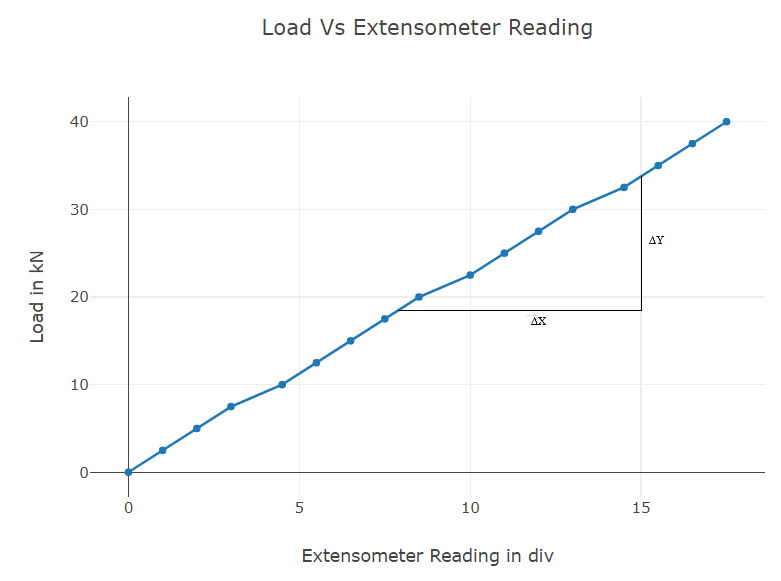 Load Vs Extensometer Reading
40
30
20
10
0
Load in kN
ΔY
ΔX
0 5 10 15
Extensometer Reading in div